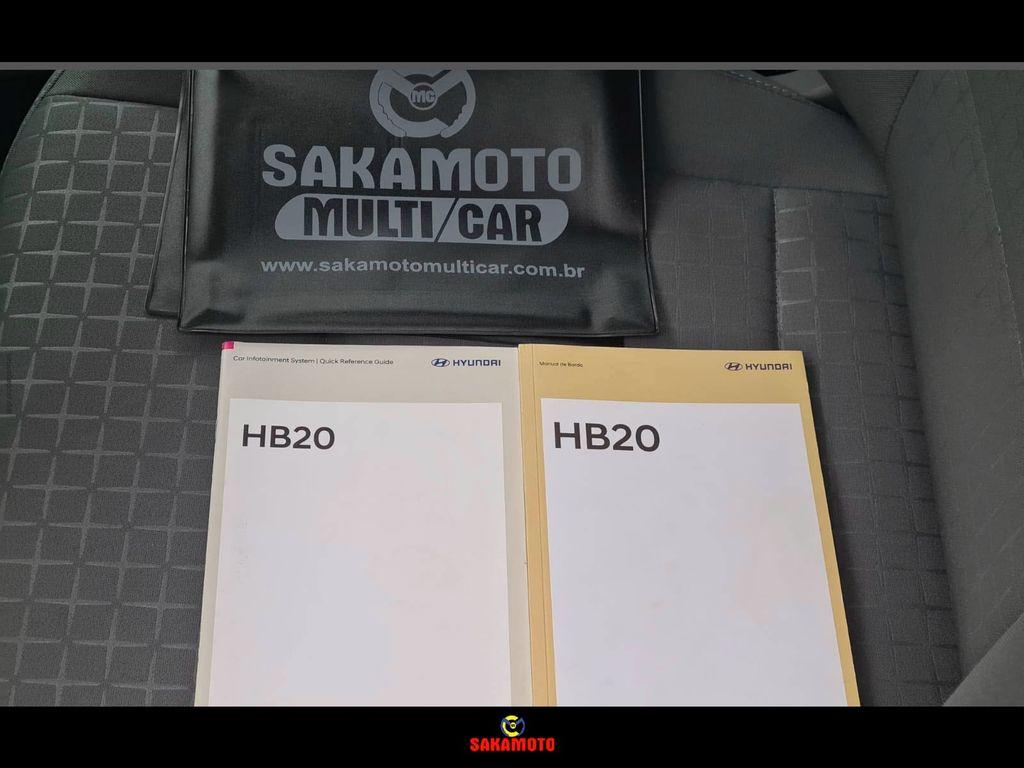 MC
SAKAMOTO
MULTI/CAR
www.sakamotomulticar.com.br
Car Infotainment System | Quick Reference Guide
HYUNDAI
HB20
Manual de Bordo
HYUNDAI
HB20
SAKAMOTO